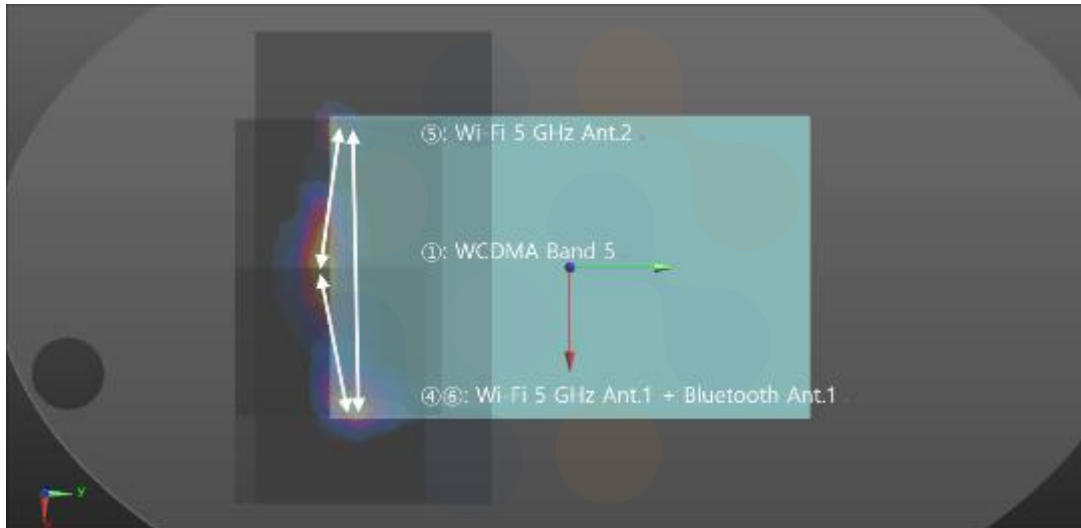 ⑤: Wi-Fi 5 GHz Ant.2
①: WCDMA Band 5
④⑥: Wi-Fi 5 GHz Ant.1 + Bluetooth Ant.1
y